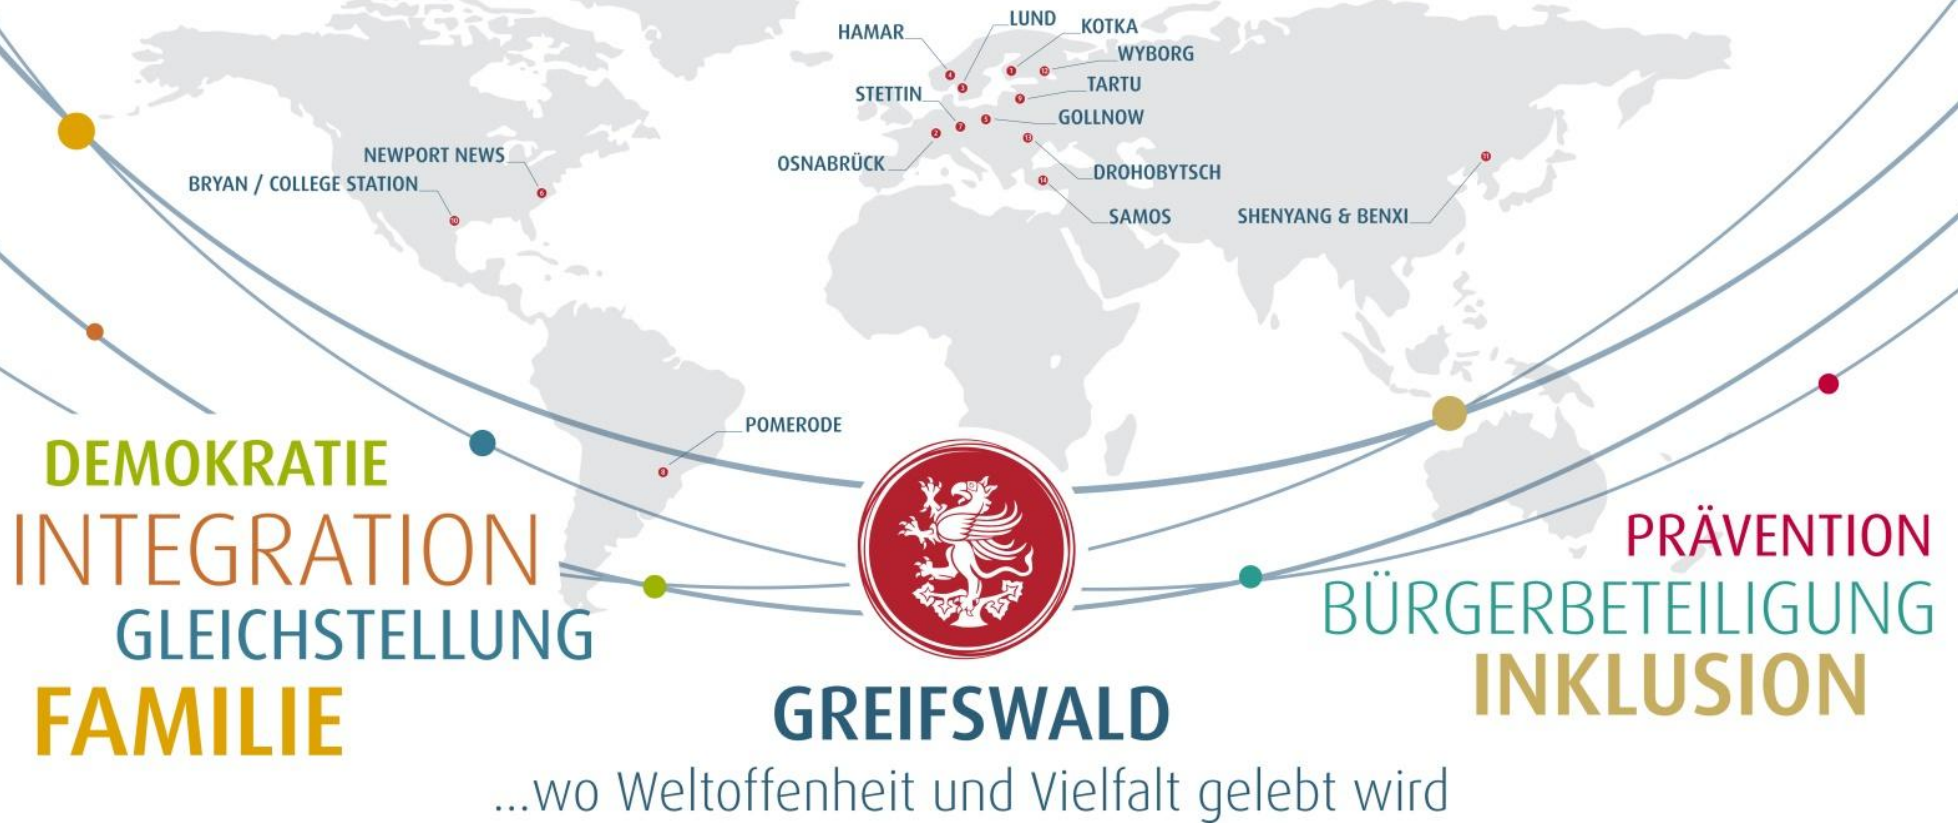 LUND
HAMAR
KOTKA
WYBORG
TARTU
STETTIN
GOLLNOW
NEWPORT NEWS
OSNABRÜCK
DROHOBYTSCH
BRYAN / COLLEGE STATION
SAMOS
SHENYANG & BENXI
POMERODE
DEMOKRATIE
INTEGRATION
GLEICHSTELLUNG
FAMILIE
PRÄVENTION
BÜRGERBETEILIGUNG
INKLUSION
GREIFSWALD
...wo Weltoffenheit und Vielfalt gelebt wird